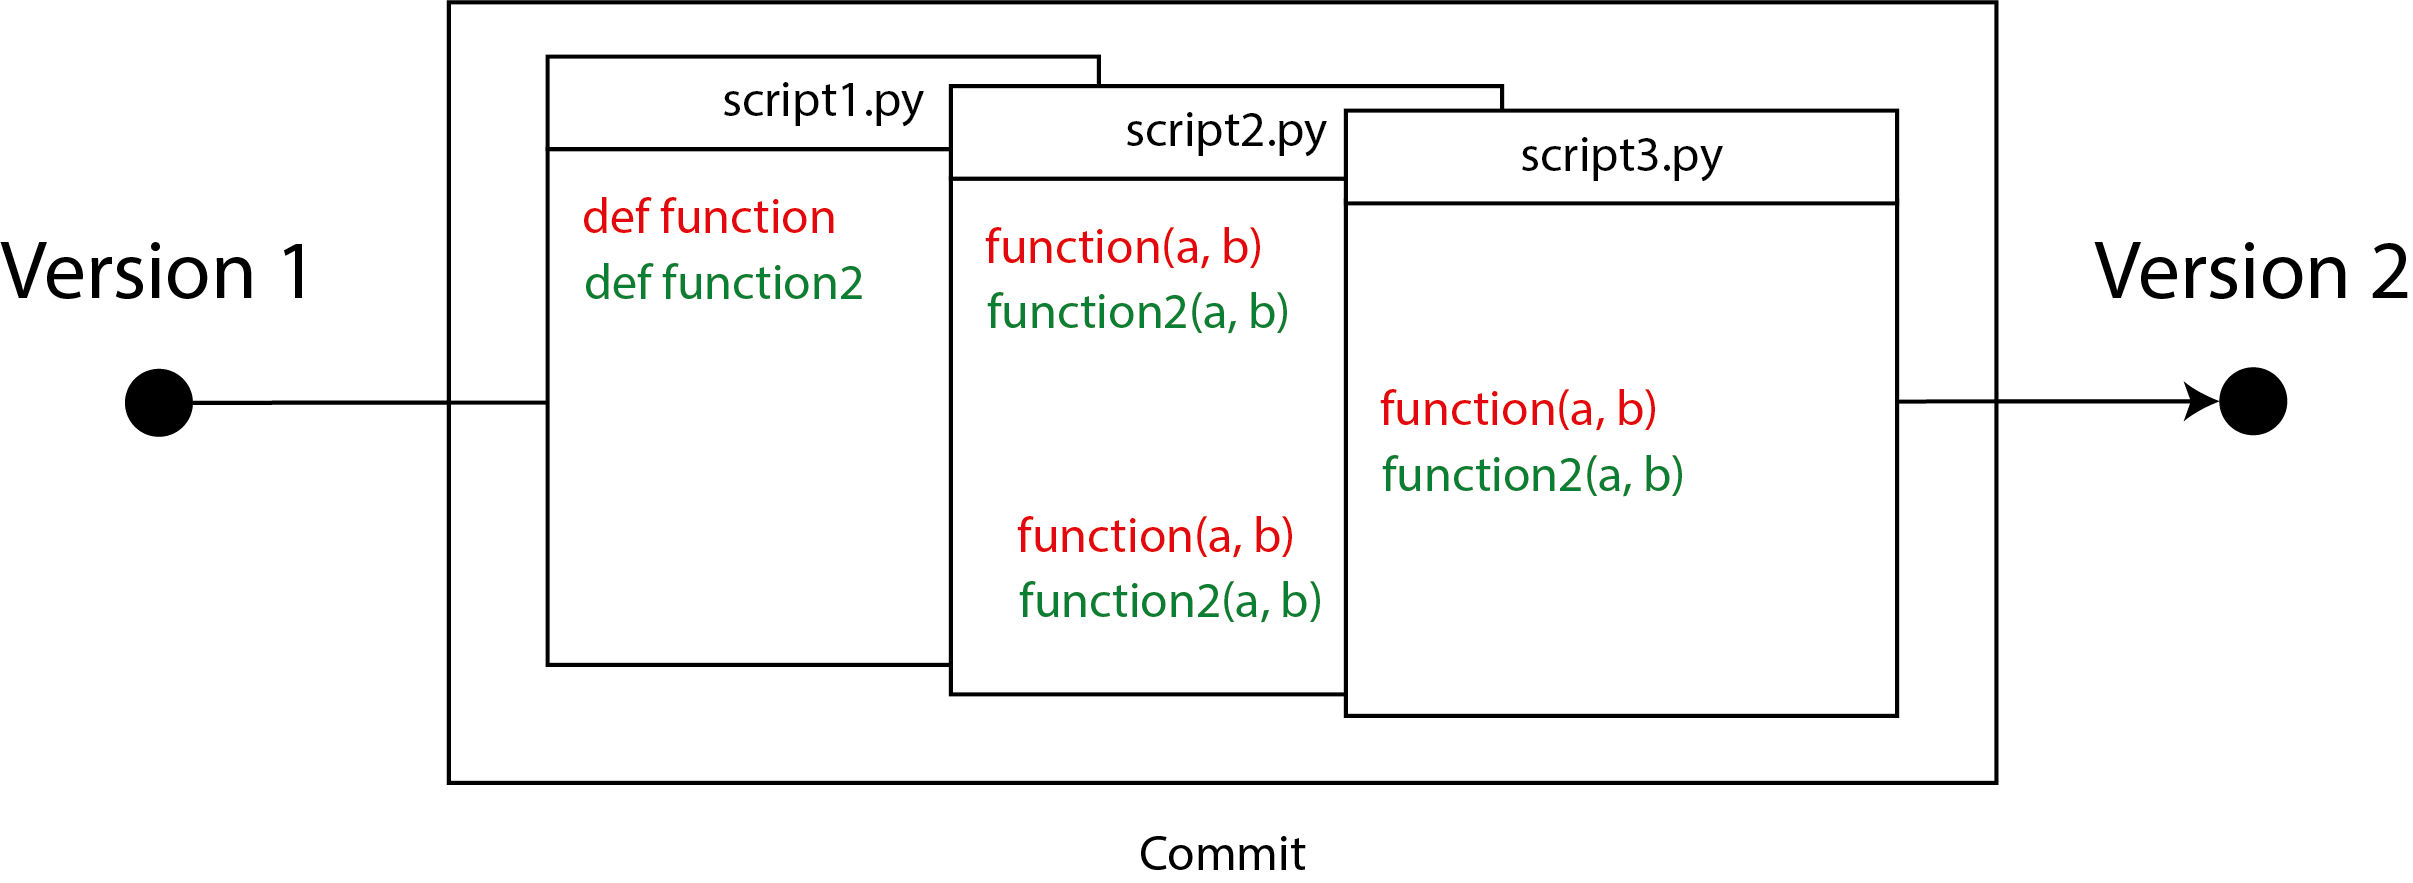 Version 1
script1.py
def function
def function2
script2.py
function(a, b)
function2(a, b)
function(a, b)
function2(a, b)
script3.py
function(a, b)
function2(a, b)
Version 2
Commit